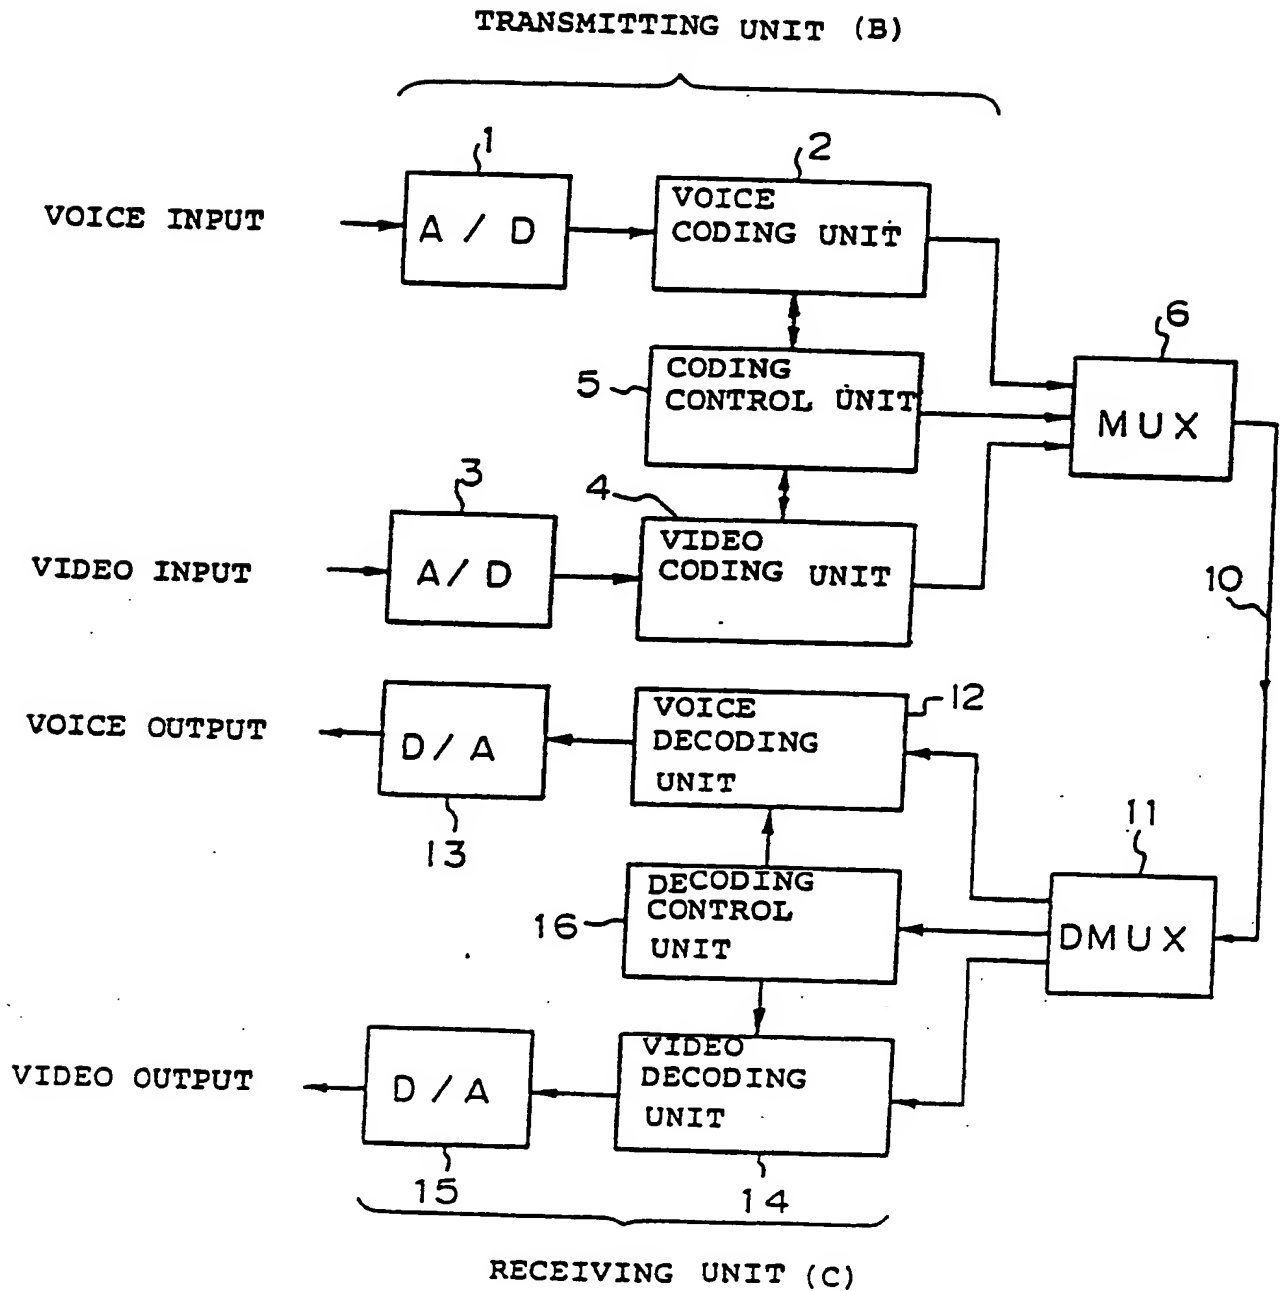 TRANSMITTING UNIT (B)
1
2
VOICE INPUT
A / D
VOICE
CODING UNIT
6
5
CODING
CONTROL UNIT
MUX
3
4
VIDEO INPUT
A/D
VIDEO
CODING UNIT
10
12
VOICE OUTPUT
D/A
VOICE
DECODING
UNIT
13
11
16
DECODING
CONTROL
UNIT
DMUX
VIDEO OUTPUT
D/A
VIDEO
DECODING
UNIT
15
14
RECEIVING UNIT (C)